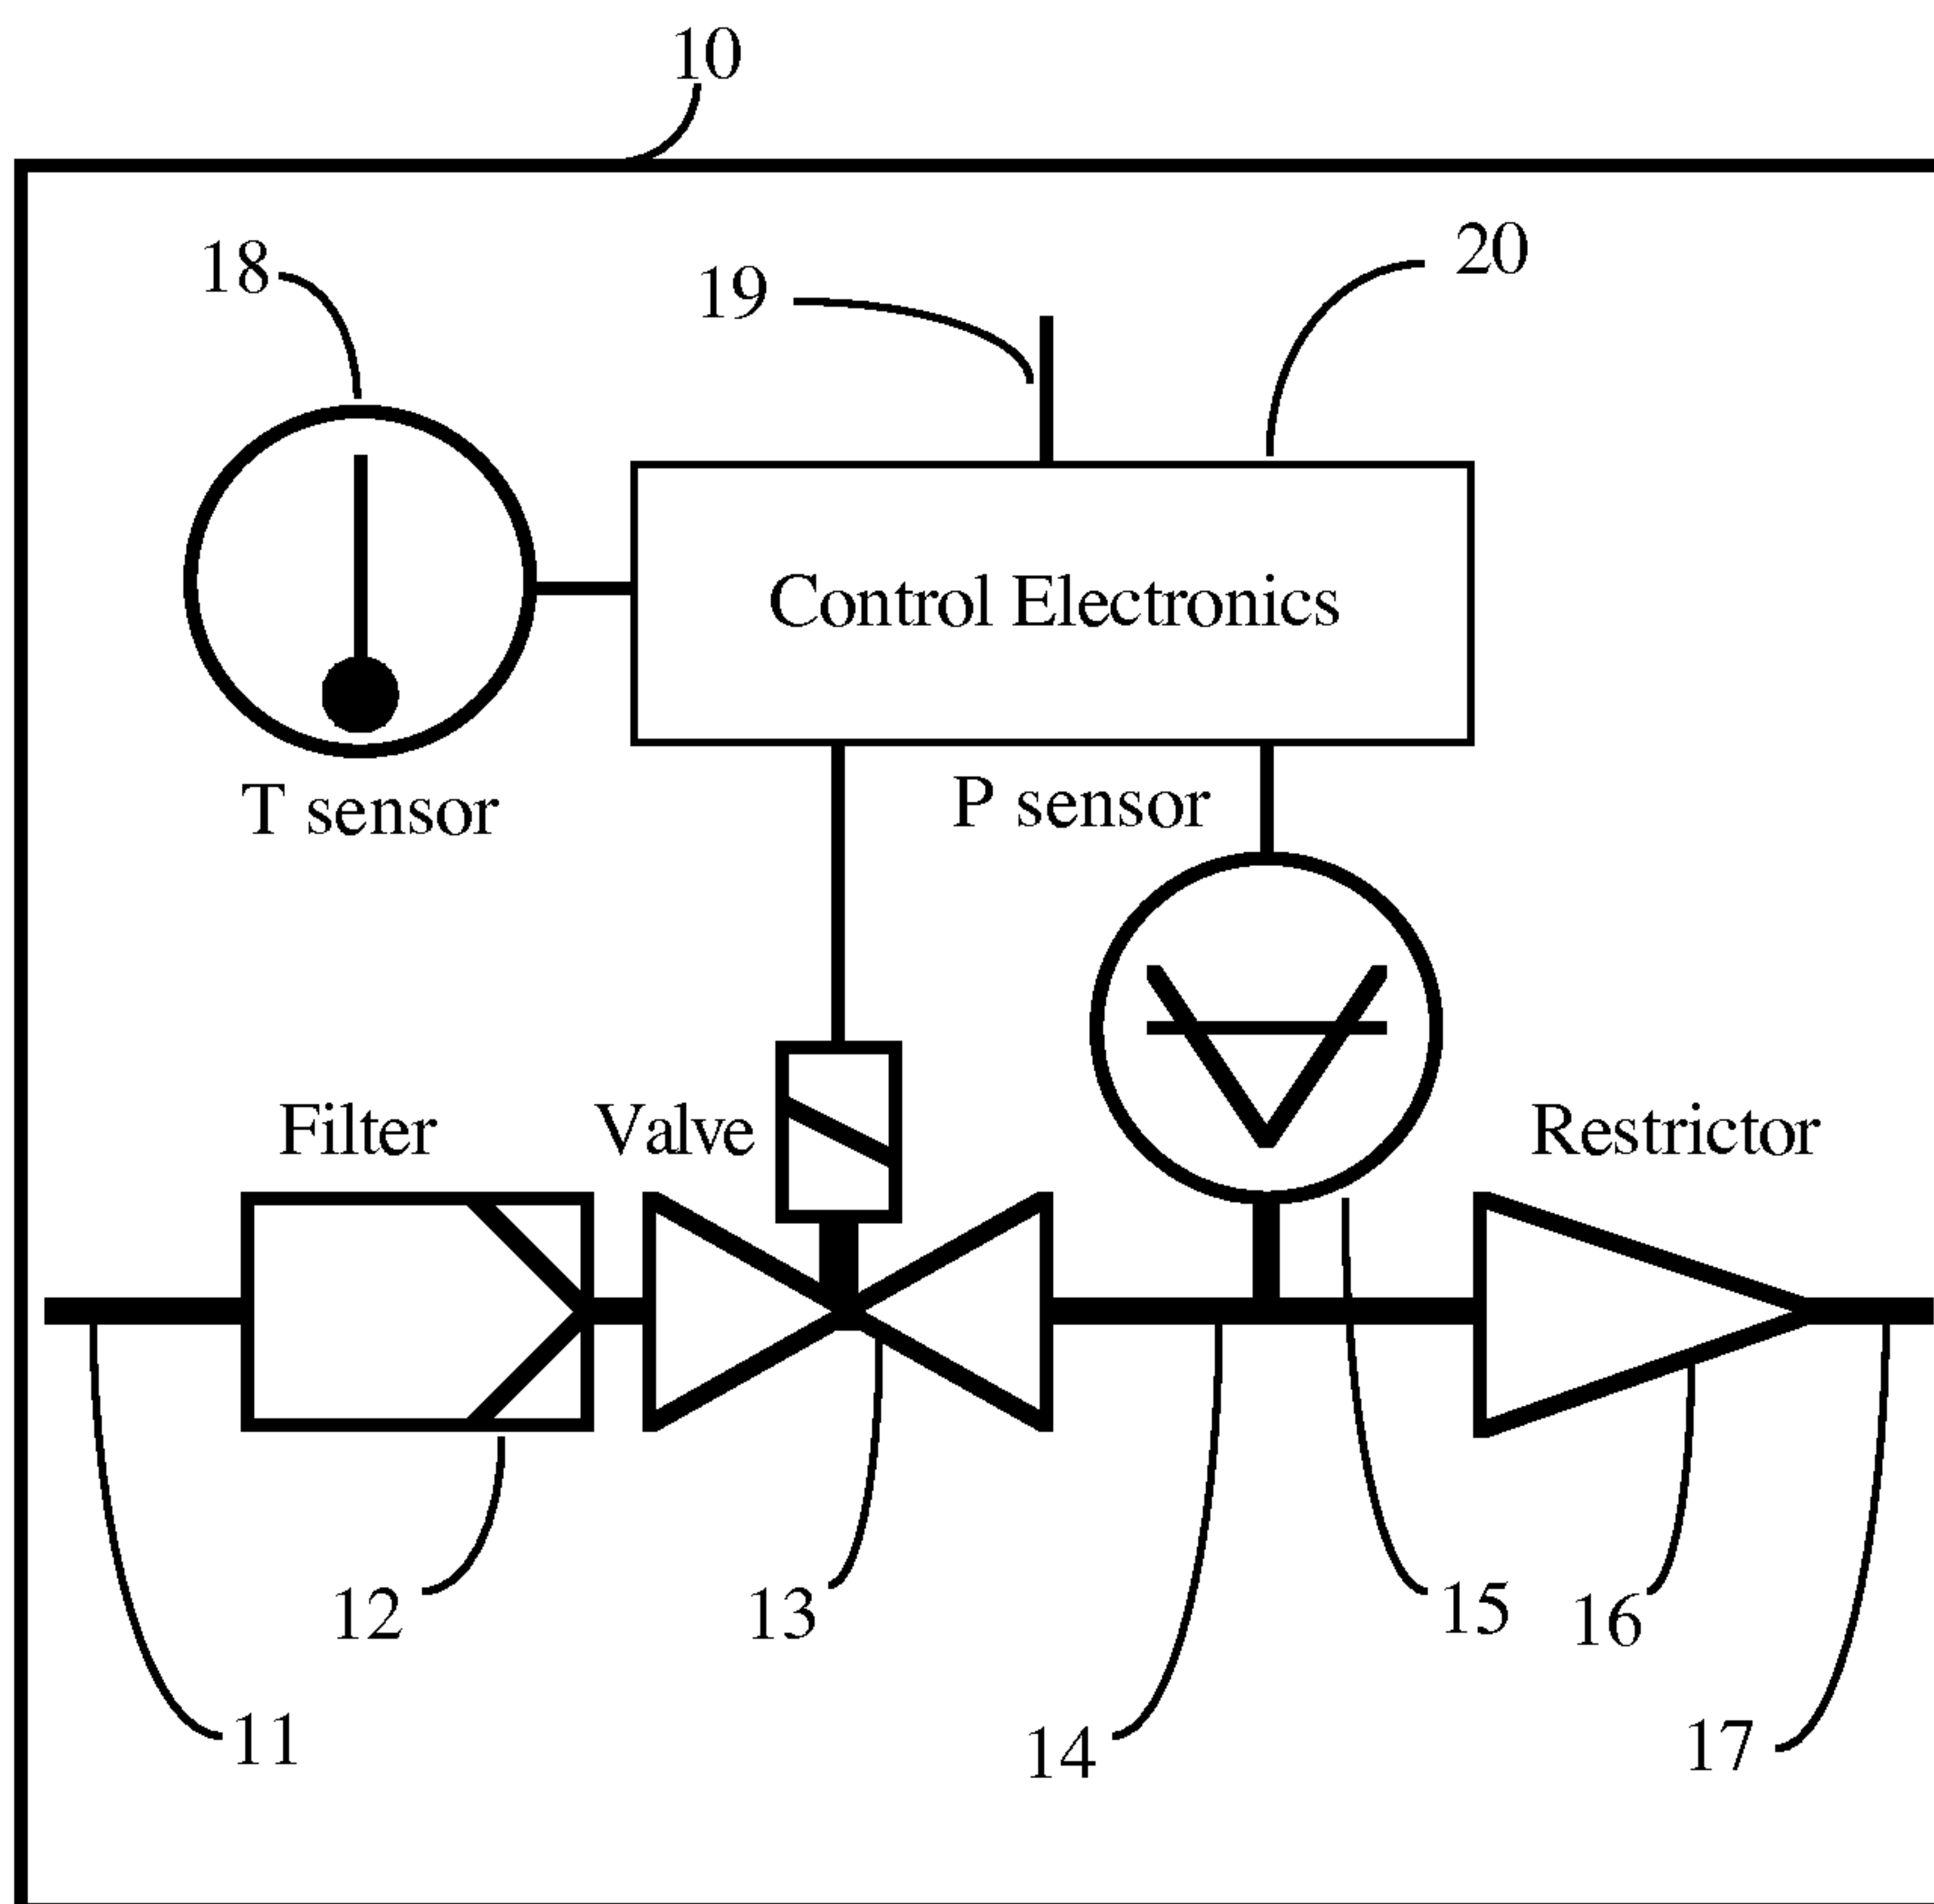 10
18
19
20
Control Electronics
T sensor
P sensor
Filter
Valve
Restrictor
12
13
15
16
11
14
17